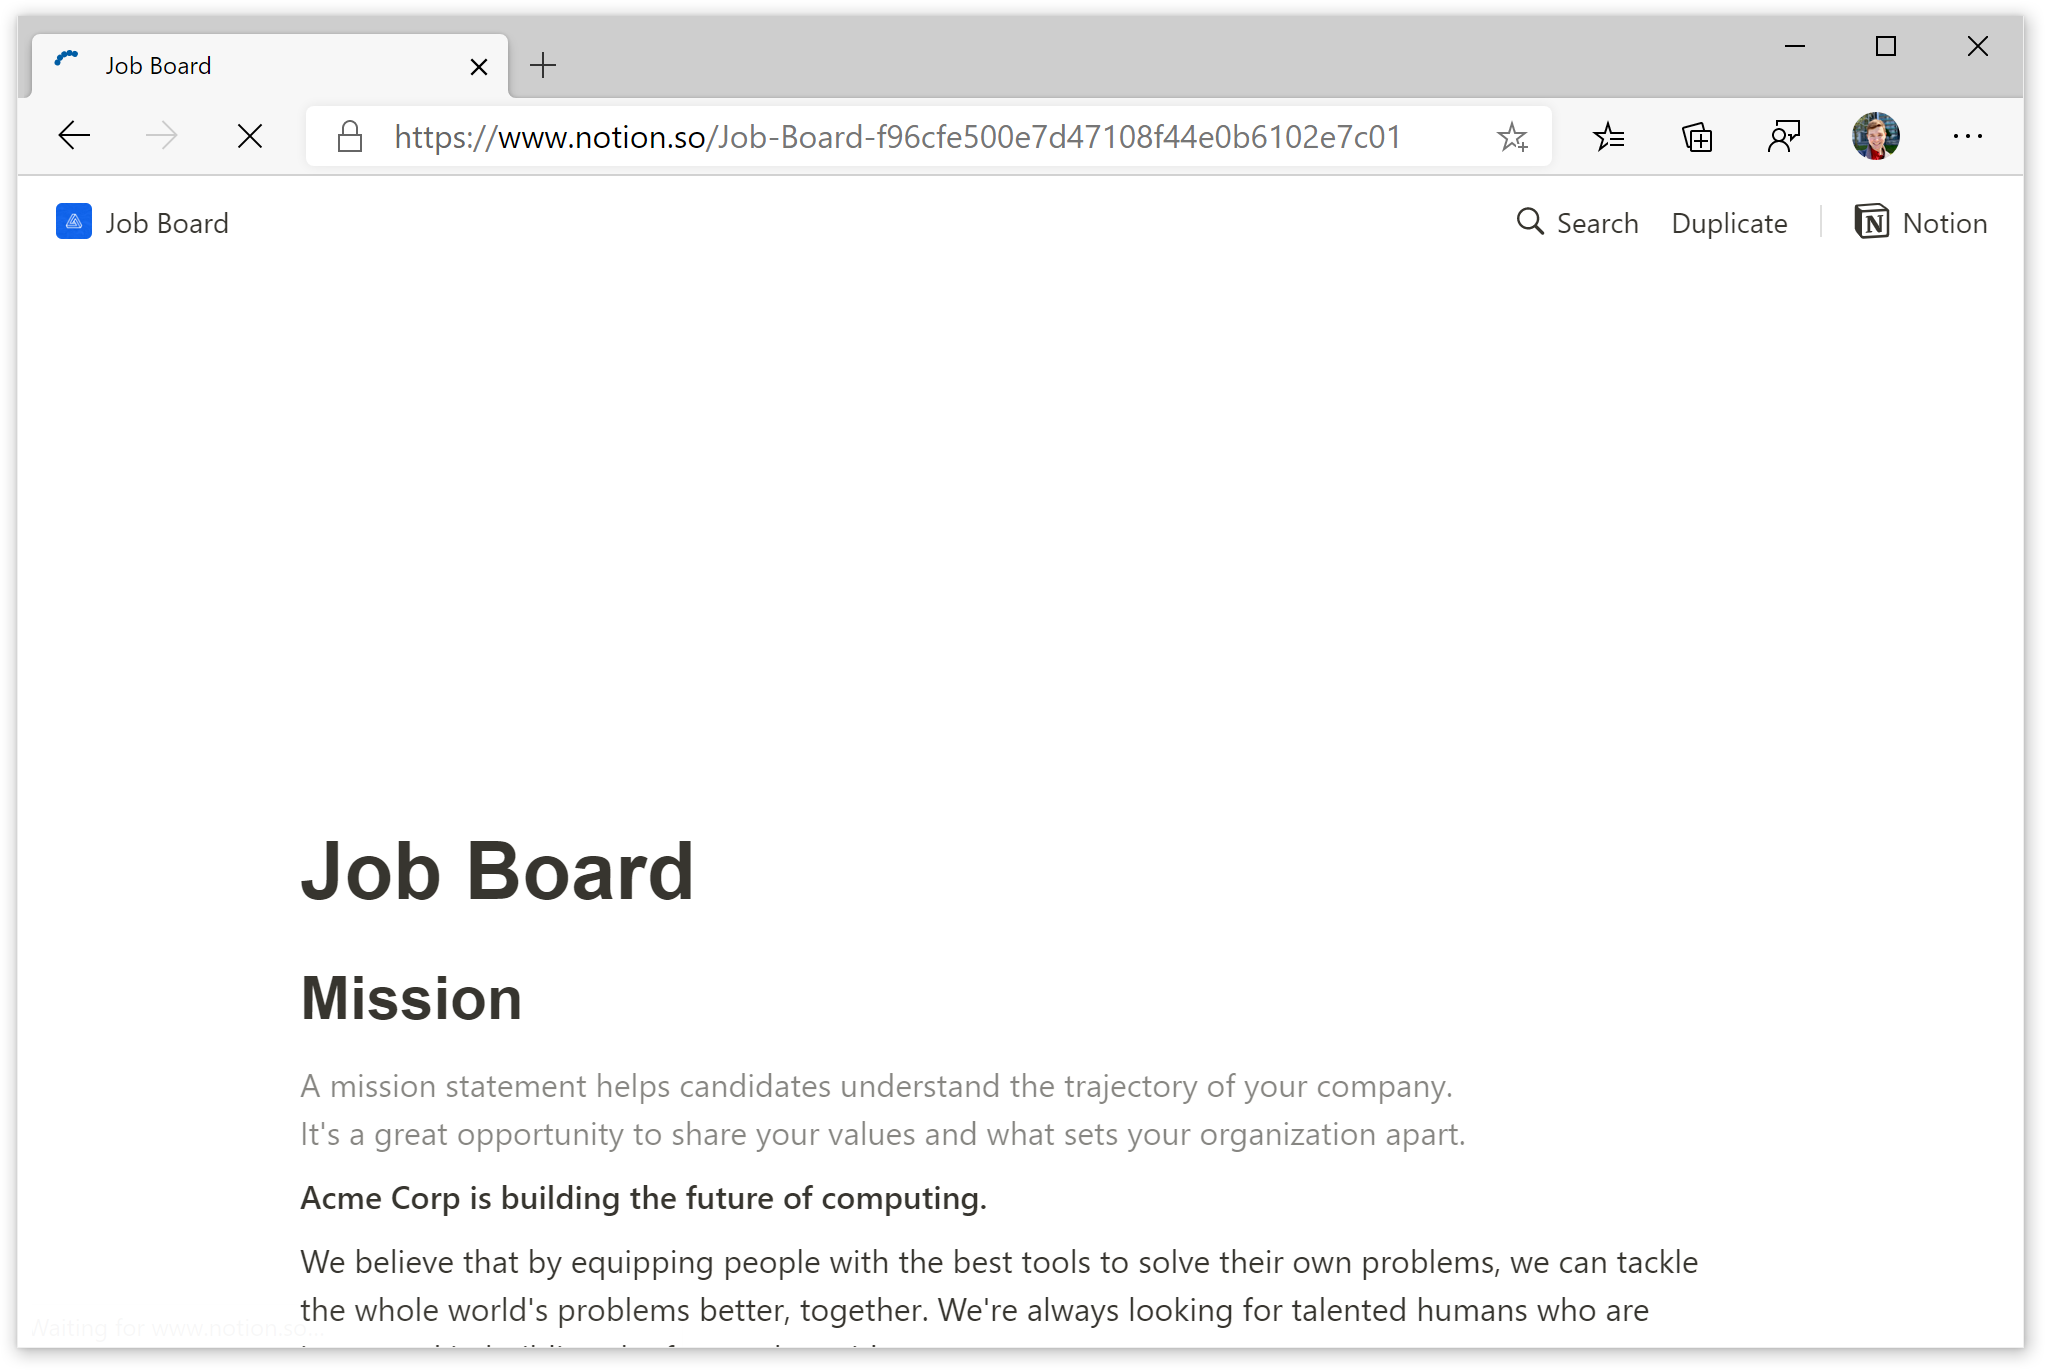 Job Board
https://www.notion.so/Job-Board-f96cfe500e7d47108f44e0b6102e7c01
Job Board
Search Duplicate Notion
Job Board
Mission
A mission statement helps candidates understand the trajectory of your company.
It's a great opportunity to share your values and what sets your organization apart.
Acme Corp is building the future of computing.
We believe that by equipping people with the best tools to solve their own problems, we can tackle
the whole world's problems better, together. We're always looking for talented humans who are
Waiting for www.notion.so...